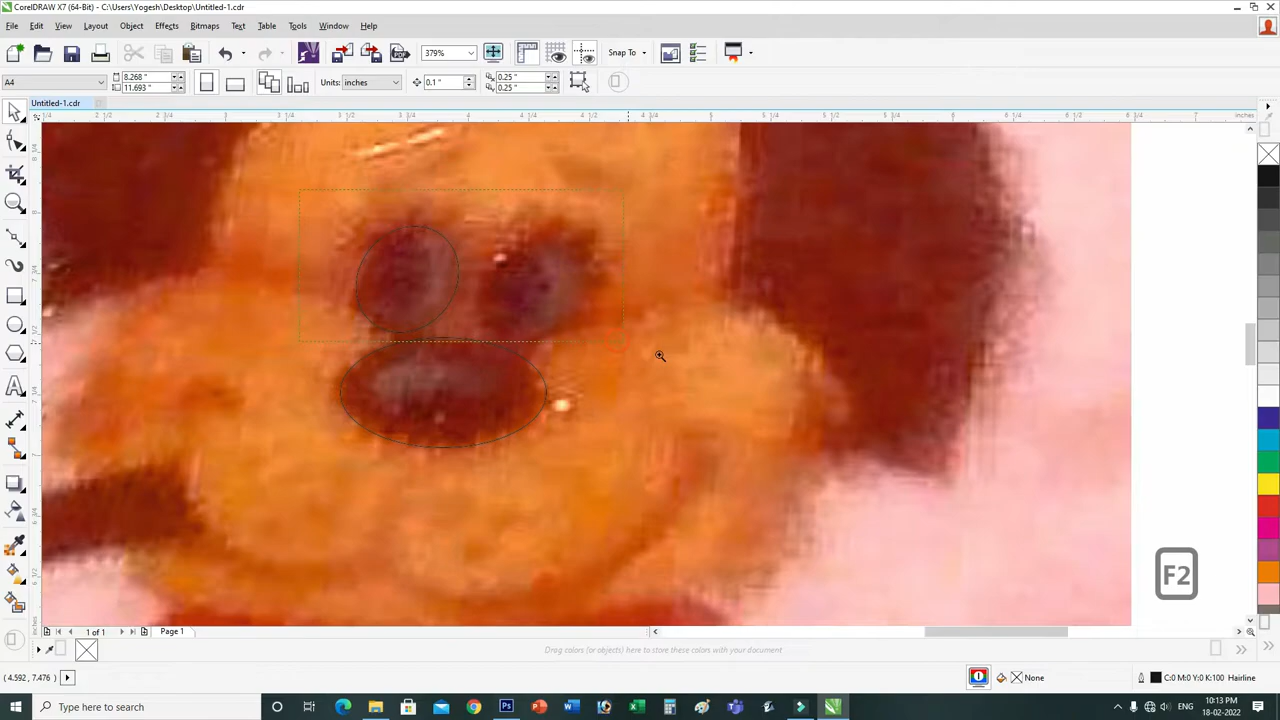 CorelDRAW X7 (64-Bit) - C:\Users\Yogesh\Desktop\Untitled-1.cdr
File Edit View Layout Object Effects Bitmaps Text Table Tools Window Help
379% Snap To
A4 8.268 " 11.693 " Units: inches 0.1 " 0.25 " 0.25 "
Untitled-1.cdr
inches
F2
1 of 1 Page 1
Drag colors (or objects) here to store these colors with your document
(4.592, 7.476) None C:0 M:0 Y:0 K:100 Hairline
Type here to search ENG 10:13 PM
18-02-2022